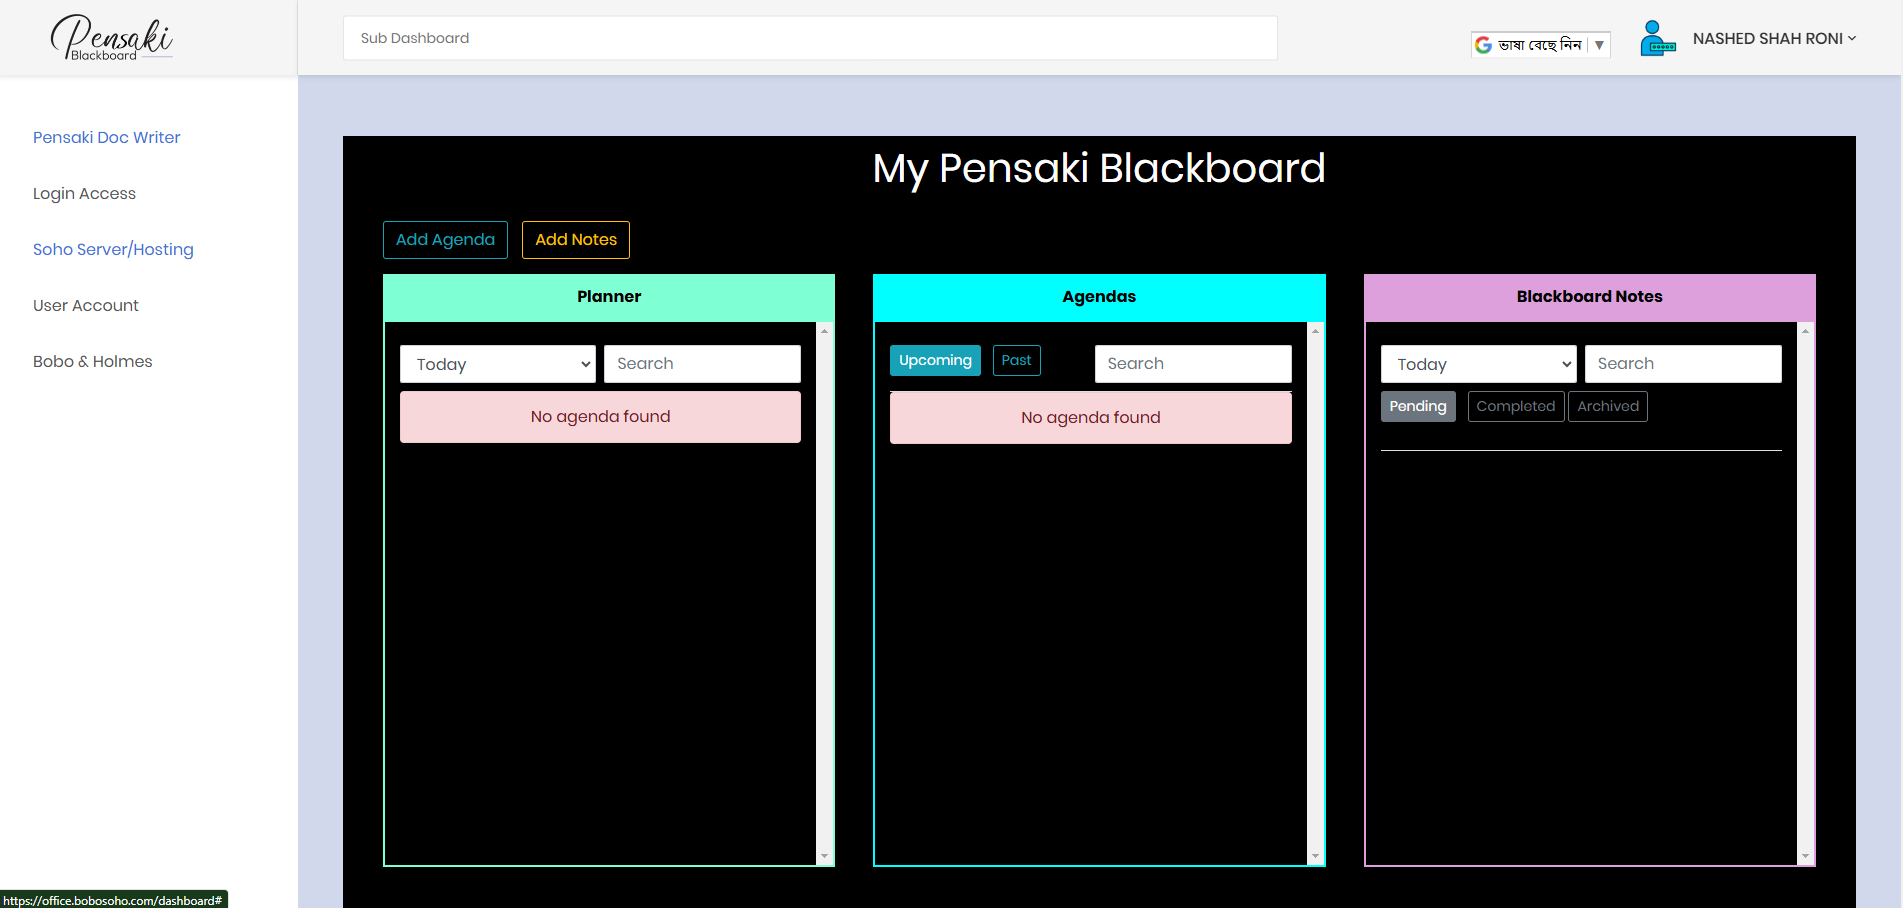 Pensaki
Blackboard
Sub Dashboard
ভাষা বেছে নিন ▼
NASHED SHAH RONI
Pensaki Doc Writer
Login Access
Soho Server/Hosting
User Account
Bobo & Holmes
My Pensaki Blackboard
Add Agenda Add Notes
Planner
Today Search
No agenda found
Agendas
Upcoming Past Search
No agenda found
Blackboard Notes
Today Search
Pending Completed Archived
https://office.bobosoho.com/dashboard#